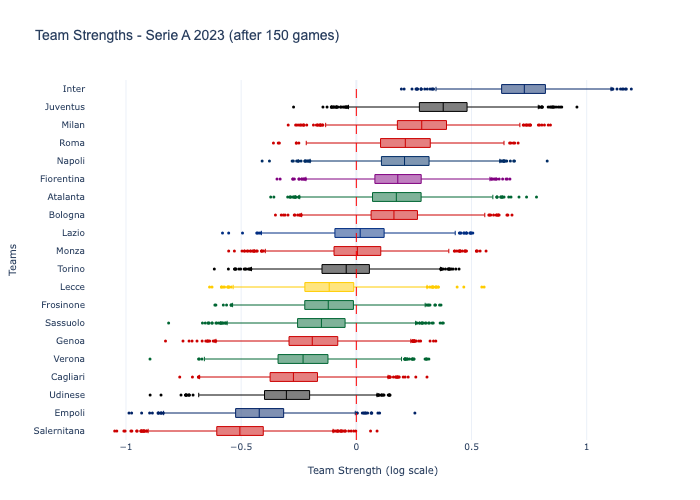 Team Strengths - Serie A 2023 (after 150 games)
Inter
Juventus
Milan
Roma
Napoli
Fiorentina
Atalanta
Bologna
Lazio
Monza
Torino
Lecce
Frosinone
Sassuolo
Genoa
Verona
Cagliari
Udinese
Empoli
Salernitana
Teams
−1
−0.5
0
0.5
1
Team Strength (log scale)